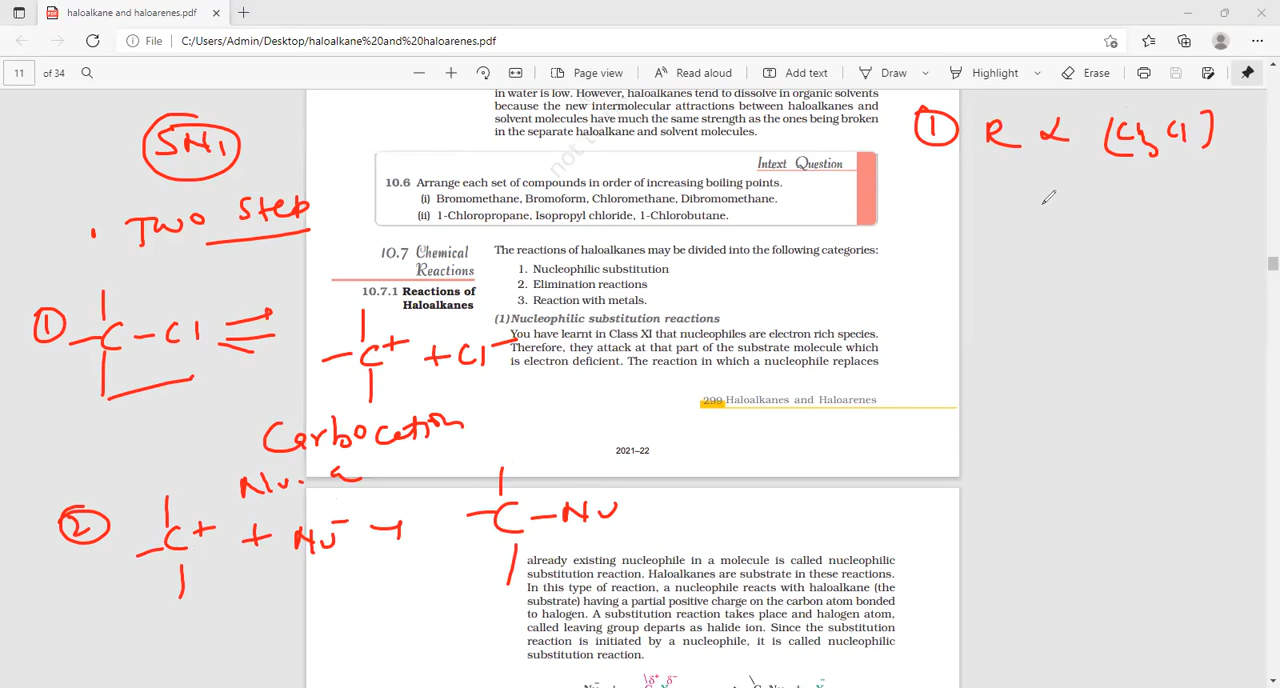 haloalkane and haloarenes.pdf
File C:/Users/Admin/Desktop/haloalkane%20and%20haloarenes.pdf
11 of 34 Page view Read aloud Add text Draw Highlight Erase
in water is low. However, haloalkanes tend to dissolve in organic solvents
because the new intermolecular attractions between haloalkanes and
solvent molecules have much the same strength as the ones being broken
in the separate haloalkane and solvent molecules.
not
Intext Question
10.6 Arrange each set of compounds in order of increasing boiling points.
(i) Bromomethane, Bromoform, Chloromethane, Dibromomethane.
(ii) 1-Chloropropane, Isopropyl chloride, 1-Chlorobutane.
10.7 Chemical
Reactions
10.7.1 Reactions of
Haloalkanes
The reactions of haloalkanes may be divided into the following categories:
1. Nucleophilic substitution
2. Elimination reactions
3. Reaction with metals.
(1)Nucleophilic substitution reactions
You have learnt in Class XI that nucleophiles are electron rich species.
Therefore, they attack at that part of the substrate molecule which
is electron deficient. The reaction in which a nucleophile replaces
299 Haloalkanes and Haloarenes
2021–22
already existing nucleophile in a molecule is called nucleophilic
substitution reaction. Haloalkanes are substrate in these reactions.
In this type of reaction, a nucleophile reacts with haloalkane (the
substrate) having a partial positive charge on the carbon atom bonded
to halogen. A substitution reaction takes place and halogen atom,
called leaving group departs as halide ion. Since the substitution
reaction is initiated by a nucleophile, it is called nucleophilic
substitution reaction.
SN1
. Two Step
① C – Cl ⇌ C+ + Cl–
Carbocation
Nu.
② C+ + Nu– → C – Nu
① R ∝ [CH3Cl]